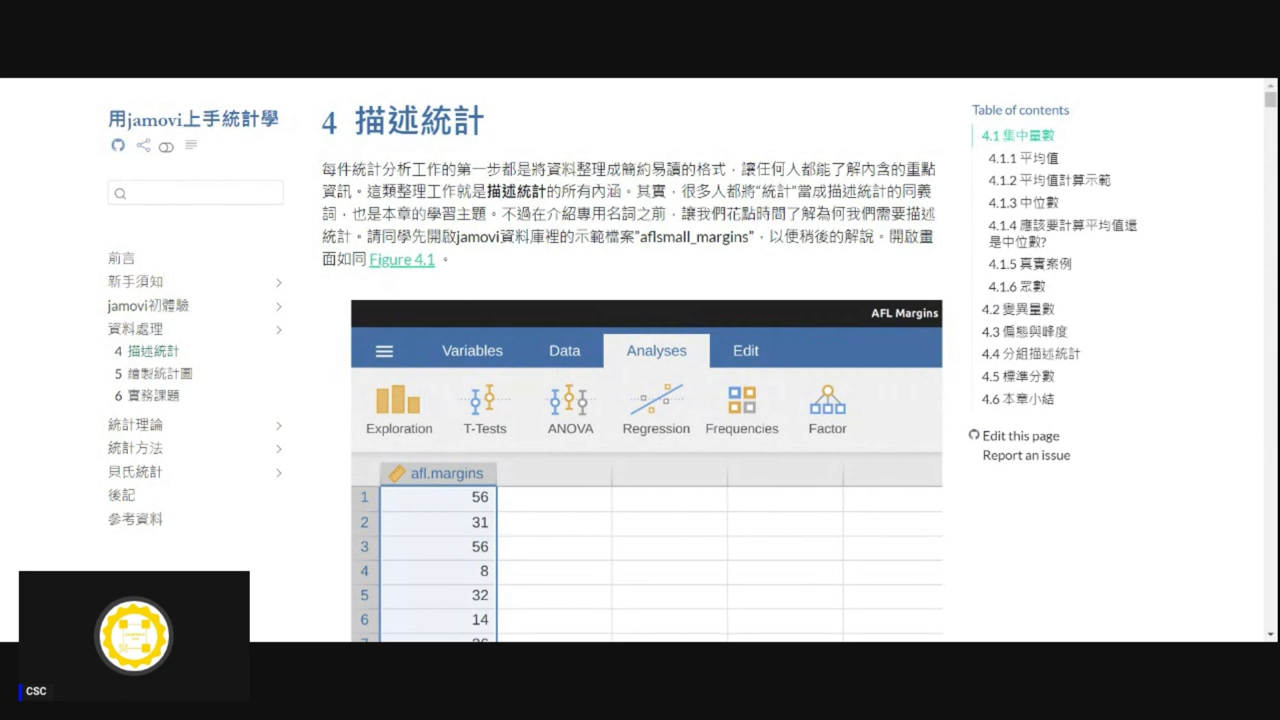 用jamovi上手統計學
前言
新手須知
jamovi初體驗
資料處理
4 描述統計
5 繪製統計圖
6 實務課題
統計理論
統計方法
貝氏統計
後記
參考資料
4 描述統計
每件統計分析工作的第一步都是將資料整理成簡約易讀的格式，讓任何人都能了解內含的重點
資訊。這類整理工作就是描述統計的所有內涵。其實，很多人都將“統計”當成描述統計的同義
詞，也是本章的學習主題。不過在介紹專用名詞之前，讓我們花點時間了解為何我們需要描述
統計。請同學先開啟jamovi資料庫裡的示範檔案”aflsmall_margins”，以便稍後的解說。開啟畫
面如同 Figure 4.1 。
AFL Margins
Variables Data Analyses Edit
Exploration T-Tests ANOVA Regression Frequencies Factor
afl.margins
1 56
2 31
3 56
4 8
5 32
6 14
Table of contents
4.1 集中量數
4.1.1 平均值
4.1.2 平均值計算示範
4.1.3 中位數
4.1.4 應該要計算平均值還
是中位數?
4.1.5 真實案例
4.1.6 眾數
4.2 變異量數
4.3 偏態與峰度
4.4 分組描述統計
4.5 標準分數
4.6 本章小結
Edit this page
Report an issue
CSC